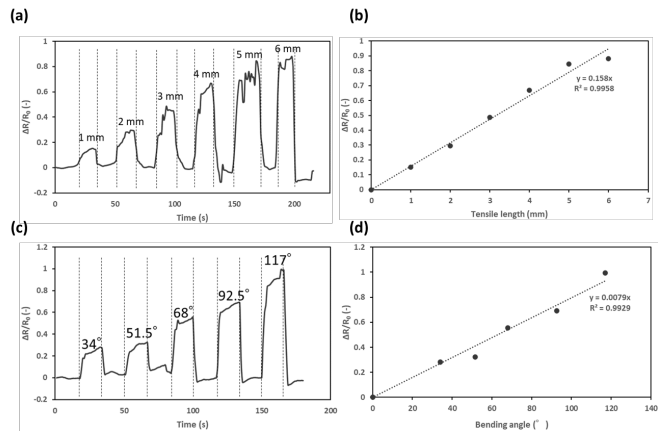 (a)
(b)
1
0.8
0.6
0.4
0.2
0
-0.2
ΔR/R₀ (-)
1 mm
2 mm
3 mm
4 mm
5 mm
6 mm
0
50
100
150
200
250
Time (s)
1
0.9
0.8
0.7
0.6
0.5
0.4
0.3
0.2
0.1
0
ΔR/R₀ (-)
y = 0.158x
R² = 0.9958
0
1
2
3
4
5
6
7
Tensile length (mm)
(c)
(d)
1.2
1
0.8
0.6
0.4
0.2
0
-0.2
ΔR/R₀ (-)
34°
51.5°
68°
92.5°
117°
0
50
100
150
200
Time (s)
1.2
1
0.8
0.6
0.4
0.2
0
ΔR/R₀ (-)
y = 0.0079x
R² = 0.9929
0
20
40
60
80
100
120
140
Bending angle (°)